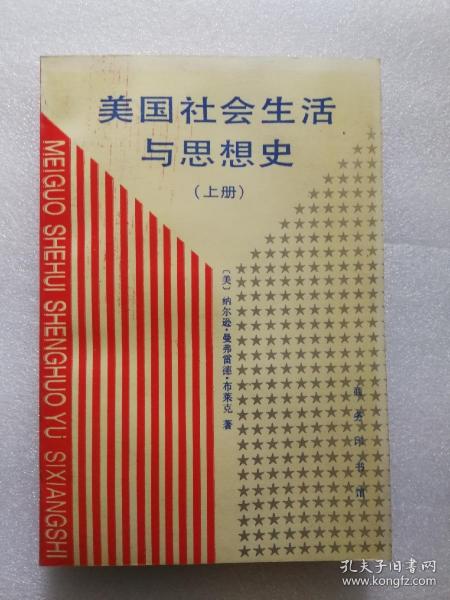 美国社会生活
与思想史
(上册)
MEIGUO SHEHUI SHENGHUO YU SIXIANGSHI
〔美〕纳尔逊·曼弗雷德·布莱克 著
商务印书馆
孔夫子旧书网
www.kongfz.com